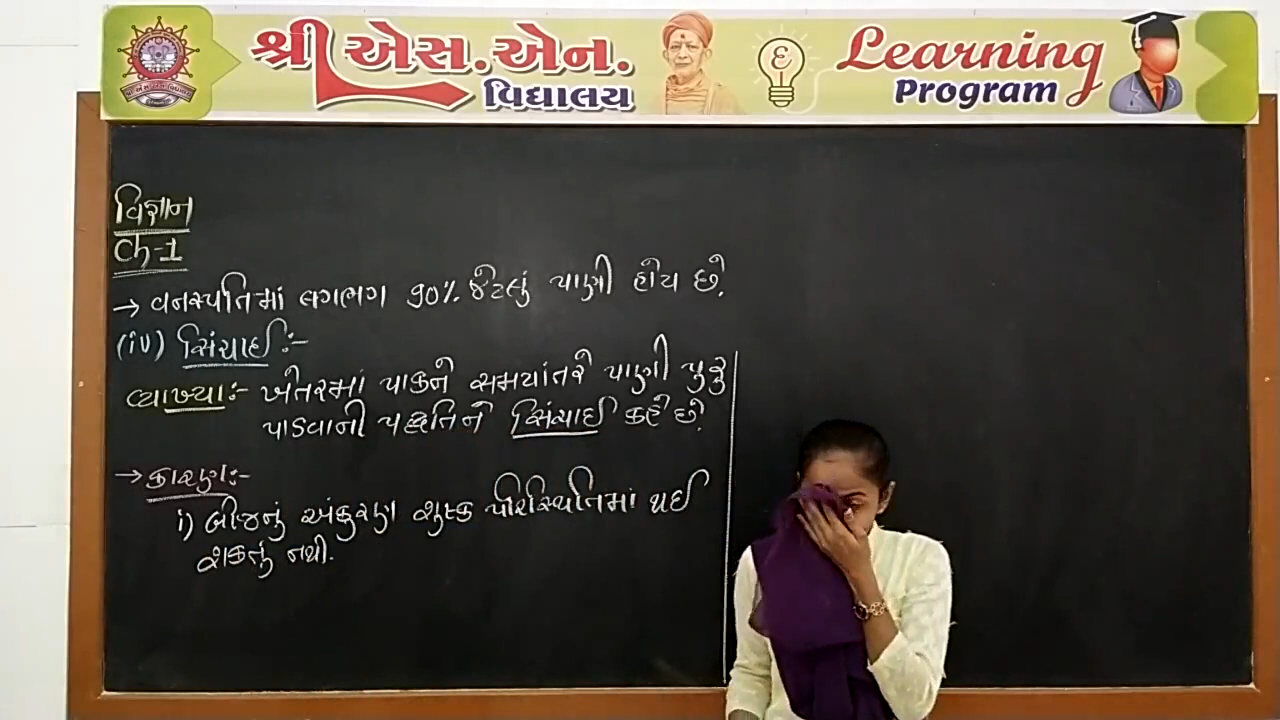 શ્રી એસ.એન.
વિદ્યાલય
Learning
Program
વિજ્ઞાન
Ch-1
→ વનસ્પતિમાં લગભગ 90% જેટલું પાણી હોય છે.
(iv) સિંચાઈ :-
વ્યાખ્યા :- ખેતરમાં પાકને સમયાંતરે પાણી પુરુ
પાડવાની પદ્ધતિને સિંચાઈ કહે છે.
→ કારણ :-
i) બીજનું અંકુરણ શુષ્ક પરિસ્થિતિમાં થઈ
શકતું નથી.